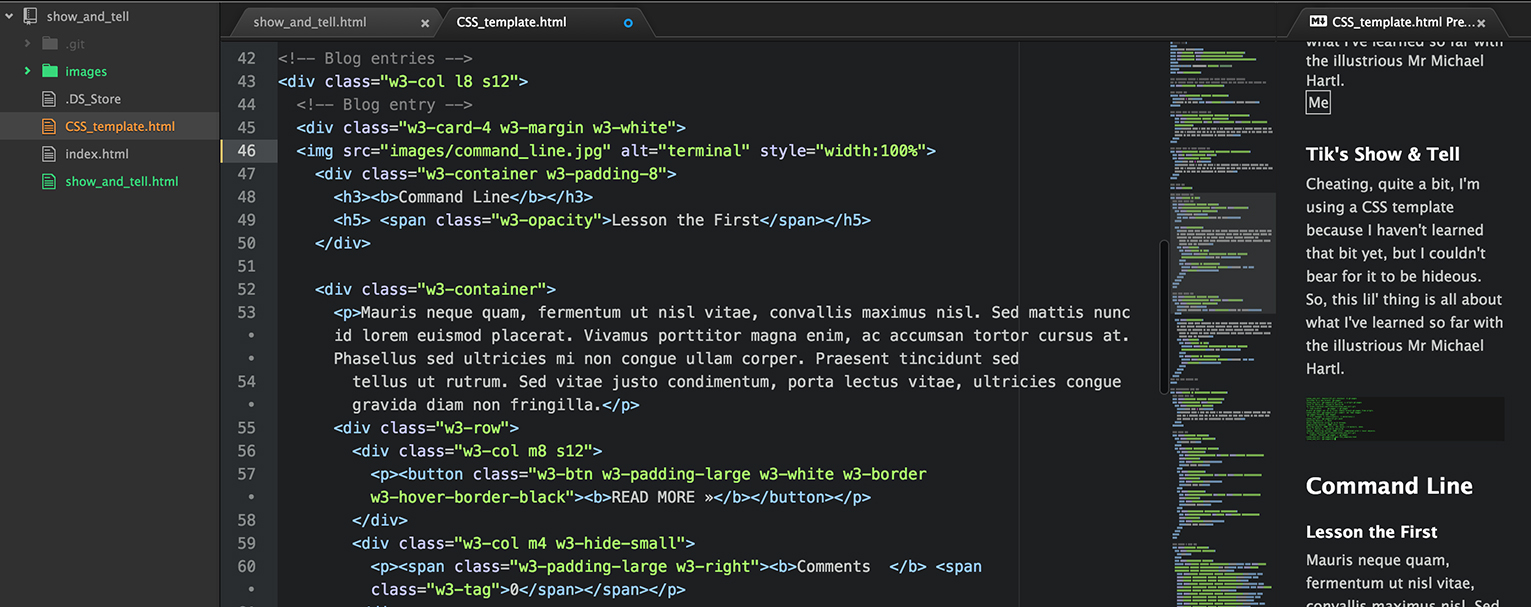 show_and_tell
.git
images
.DS_Store
CSS_template.html
index.html
show_and_tell.html
show_and_tell.html ×
CSS_template.html
42 <!-- Blog entries -->
43 <div class="w3-col l8 s12">
44 <!-- Blog entry -->
45 <div class="w3-card-4 w3-margin w3-white">
46 <img src="images/command_line.jpg" alt="terminal" style="width:100%">
47 <div class="w3-container w3-padding-8">
48 <h3><b>Command Line</b></h3>
49 <h5> <span class="w3-opacity">Lesson the First</span></h5>
50 </div>
51
52 <div class="w3-container">
53 <p>Mauris neque quam, fermentum ut nisl vitae, convallis maximus nisl. Sed mattis nunc
• id lorem euismod placerat. Vivamus porttitor magna enim, ac accumsan tortor cursus at.
• Phasellus sed ultricies mi non congue ullam corper. Praesent tincidunt sed
54 tellus ut rutrum. Sed vitae justo condimentum, porta lectus vitae, ultricies congue
• gravida diam non fringilla.</p>
55 <div class="w3-row">
56 <div class="w3-col m8 s12">
57 <p><button class="w3-btn w3-padding-large w3-white w3-border
• w3-hover-border-black"><b>READ MORE »</b></button></p>
58 </div>
59 <div class="w3-col m4 w3-hide-small">
60 <p><span class="w3-padding-large w3-right"><b>Comments  </b> <span
• class="w3-tag">0</span></span></p>
CSS_template.html Pre... ×
what I've learned so far with
the illustrious Mr Michael
Hartl.
Me
Tik's Show & Tell
Cheating, quite a bit, I'm
using a CSS template
because I haven't learned
that bit yet, but I couldn't
bear for it to be hideous.
So, this lil' thing is all about
what I've learned so far with
the illustrious Mr Michael
Hartl.
Command Line
Lesson the First
Mauris neque quam,
fermentum ut nisl vitae,
convallis maximus nisl. Sed